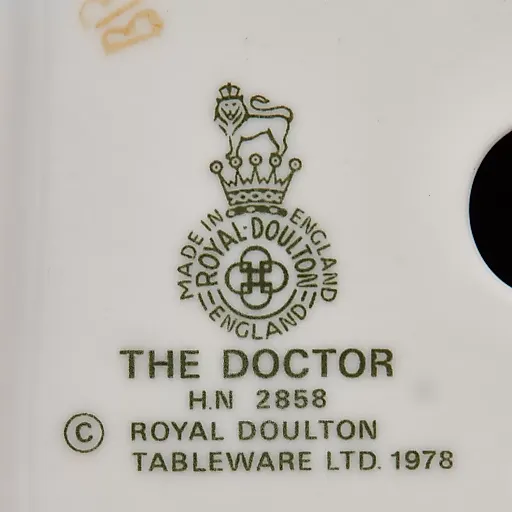 MADE IN ENGLAND
ROYAL·DOULTON
ENGLAND
THE DOCTOR
H.N 2858
© ROYAL DOULTON
TABLEWARE LTD. 1978